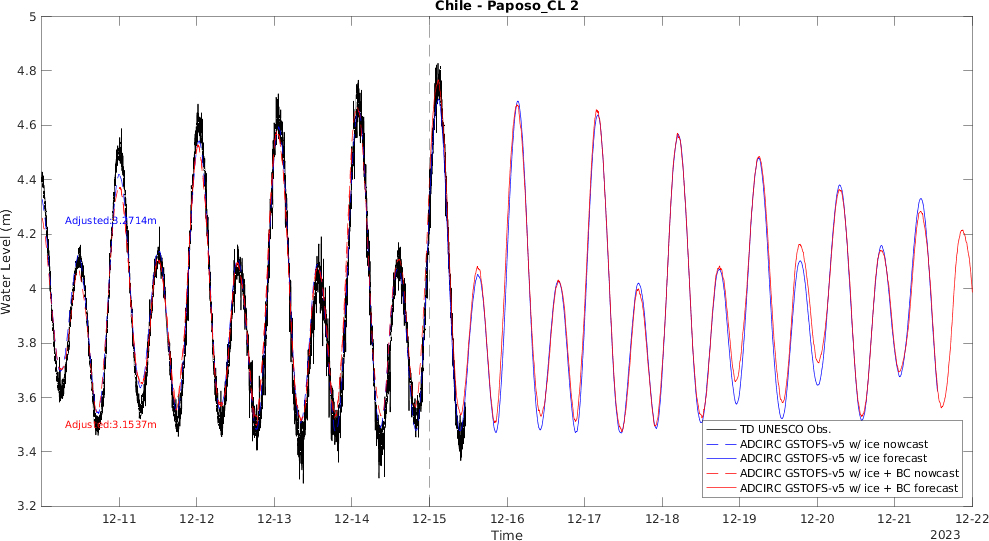 Chile - Paposo_CL 2
5
4.8
4.6
4.4
4.2
4
3.8
3.6
3.4
3.2
Water Level (m)
Adjusted:3.2714m
Adjusted:3.1537m
TD UNESCO Obs.
ADCIRC GSTOFS-v5 w/ ice nowcast
ADCIRC GSTOFS-v5 w/ ice forecast
ADCIRC GSTOFS-v5 w/ ice + BC nowcast
ADCIRC GSTOFS-v5 w/ ice + BC forecast
12-11 12-12 12-13 12-14 12-15 12-16 12-17 12-18 12-19 12-20 12-21 12-22
Time
2023